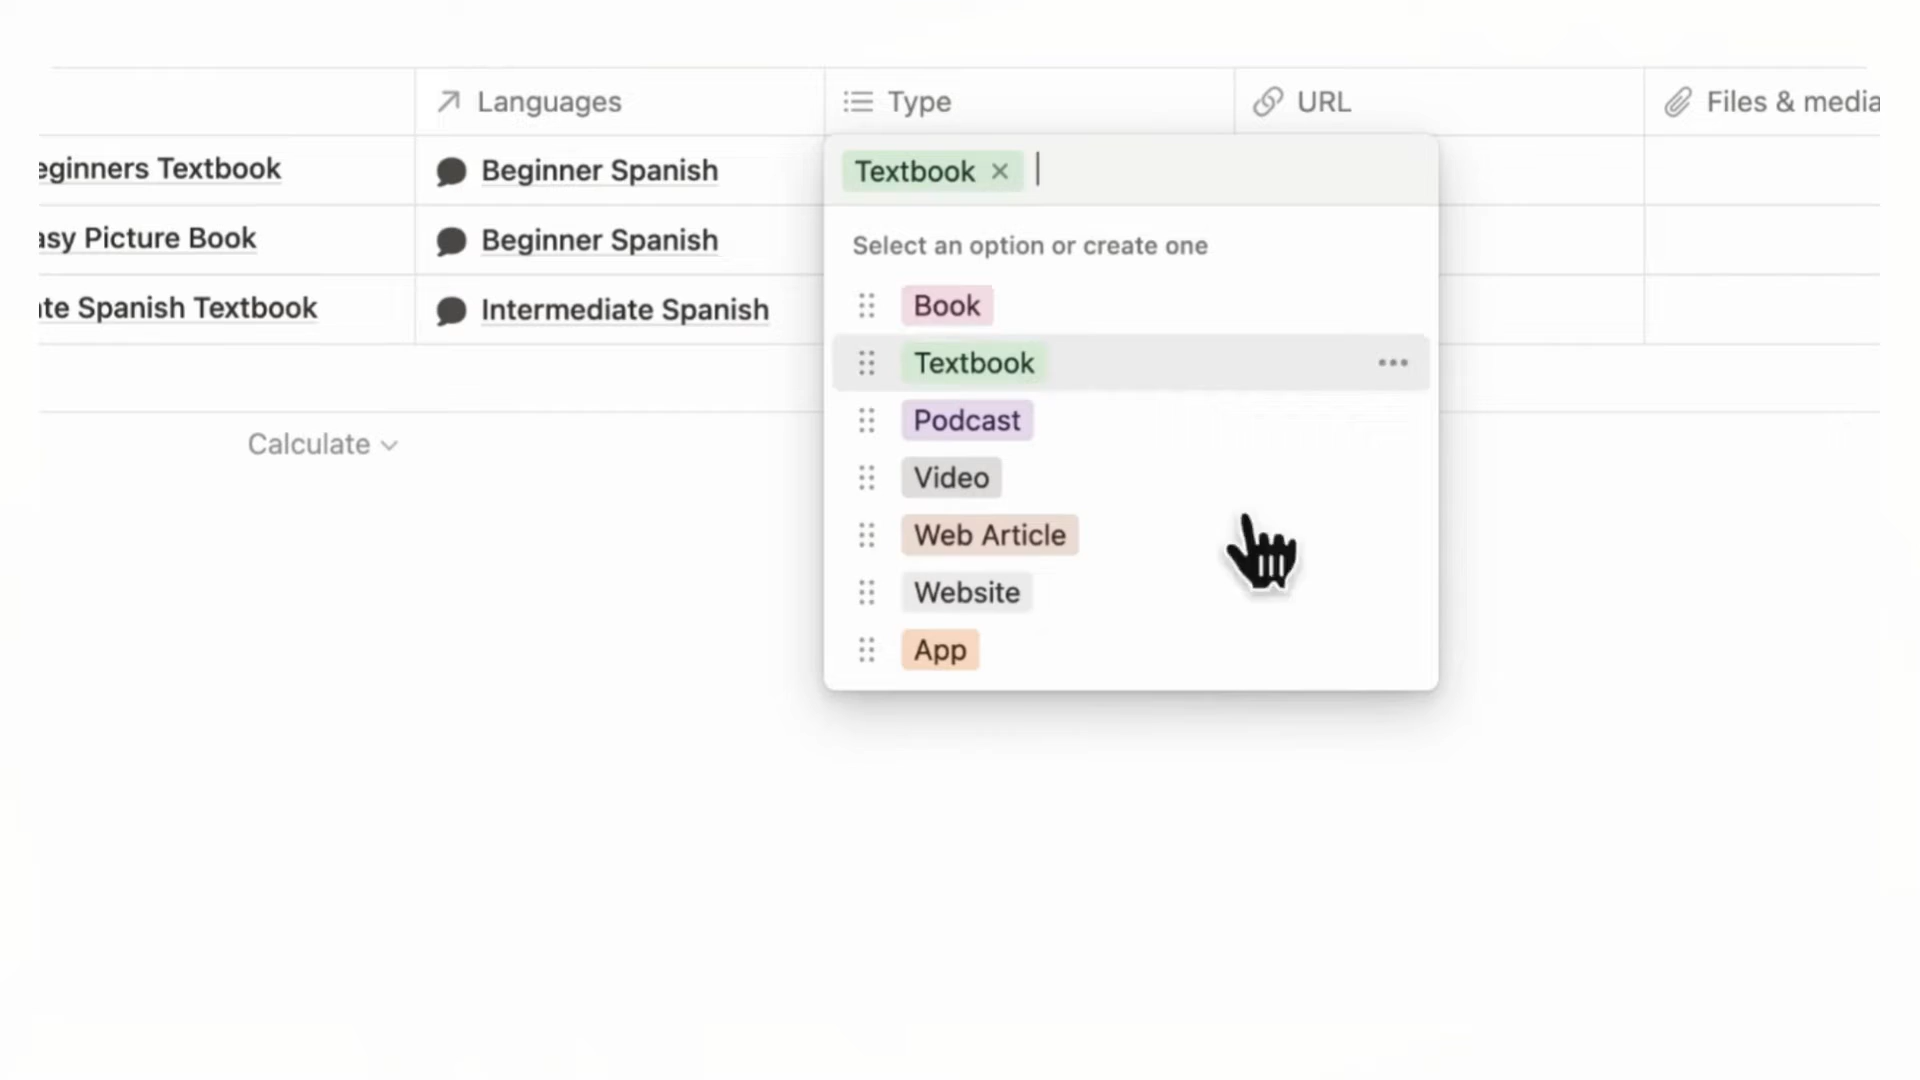 Languages
Type
URL
Files & media
eginners Textbook
Beginner Spanish
Textbook ×
asy Picture Book
Beginner Spanish
Select an option or create one
te Spanish Textbook
Intermediate Spanish
Book
Textbook
Podcast
Calculate
Video
Web Article
Website
App